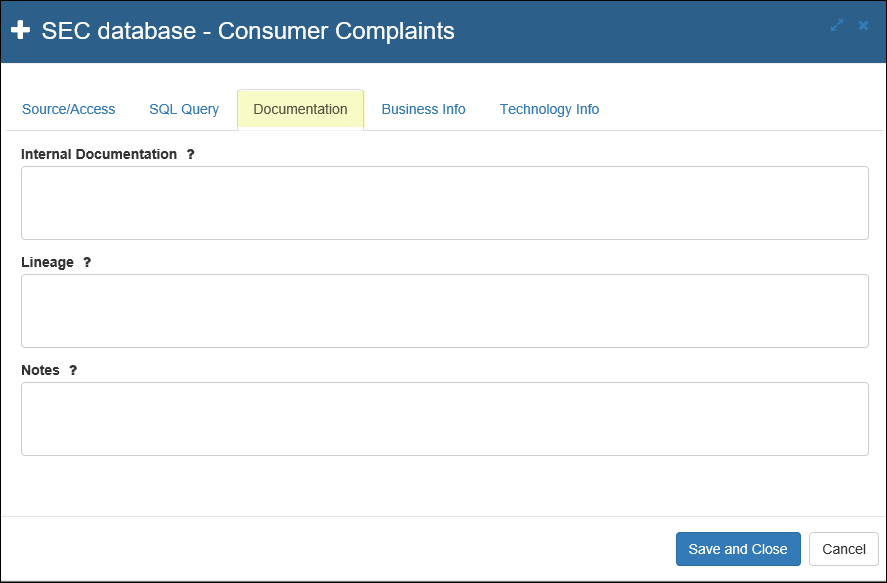 SEC database - Consumer Complaints
Source/Access SQL Query Documentation Business Info Technology Info
Internal Documentation ?
Lineage ?
Notes ?
Save and Close Cancel